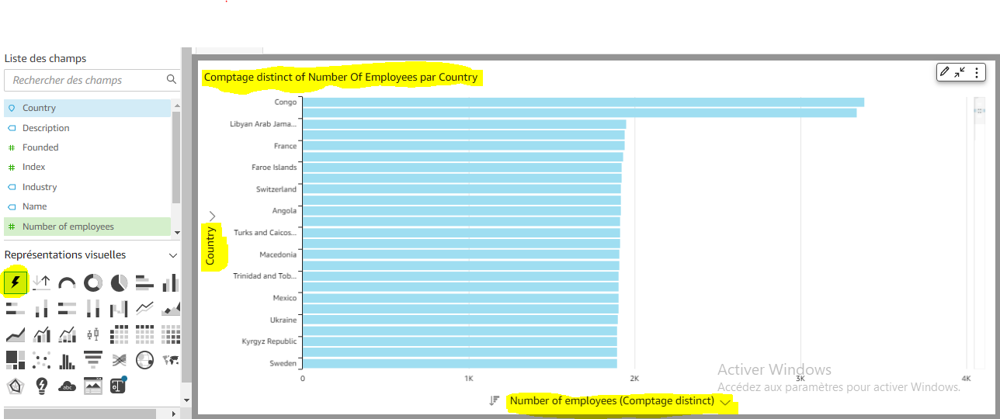 Liste des champs
Rechercher des champs
Country
Description
Founded
Index
Industry
Name
Number of employees
Représentations visuelles
abc
Comptage distinct of Number Of Employees par Country
Country
Congo
Libyan Arab Jama...
France
Faroe Islands
Switzerland
Angola
Turks and Caicos...
Macedonia
Trinidad and Tob...
Mexico
Ukraine
Kyrgyz Republic
Sweden
0
1K
2K
3K
4K
Number of employees (Comptage distinct)
Activer Windows
Accédez aux paramètres pour activer Windows.